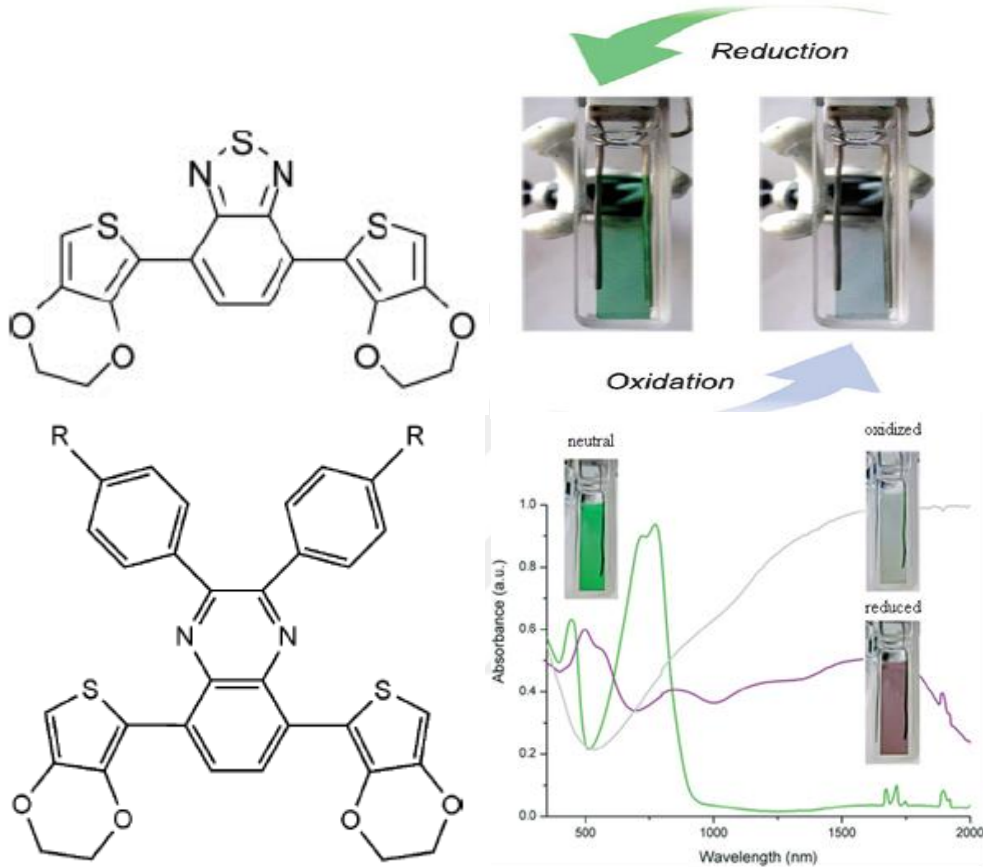 Reduction
S
N N
S S
O O O O
Oxidation
R R
N N
S S
O O O O
neutral
oxidized
reduced
Absorbance (a.u.)
1.0
0.8
0.6
0.4
0.2
0.0
500 1000 1500 2000
Wavelength (nm)